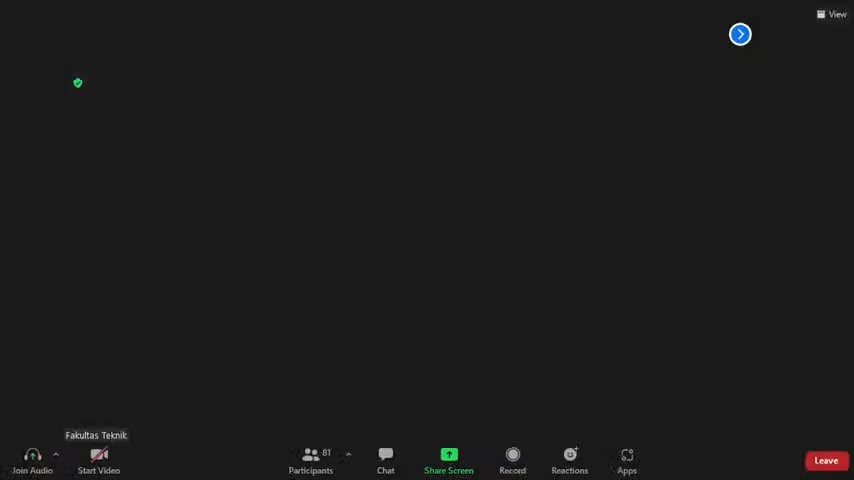 View
Fakultas Teknik
81
Join Audio
Start Video
Participants
Chat
Share Screen
Record
Reactions
Apps
Leave